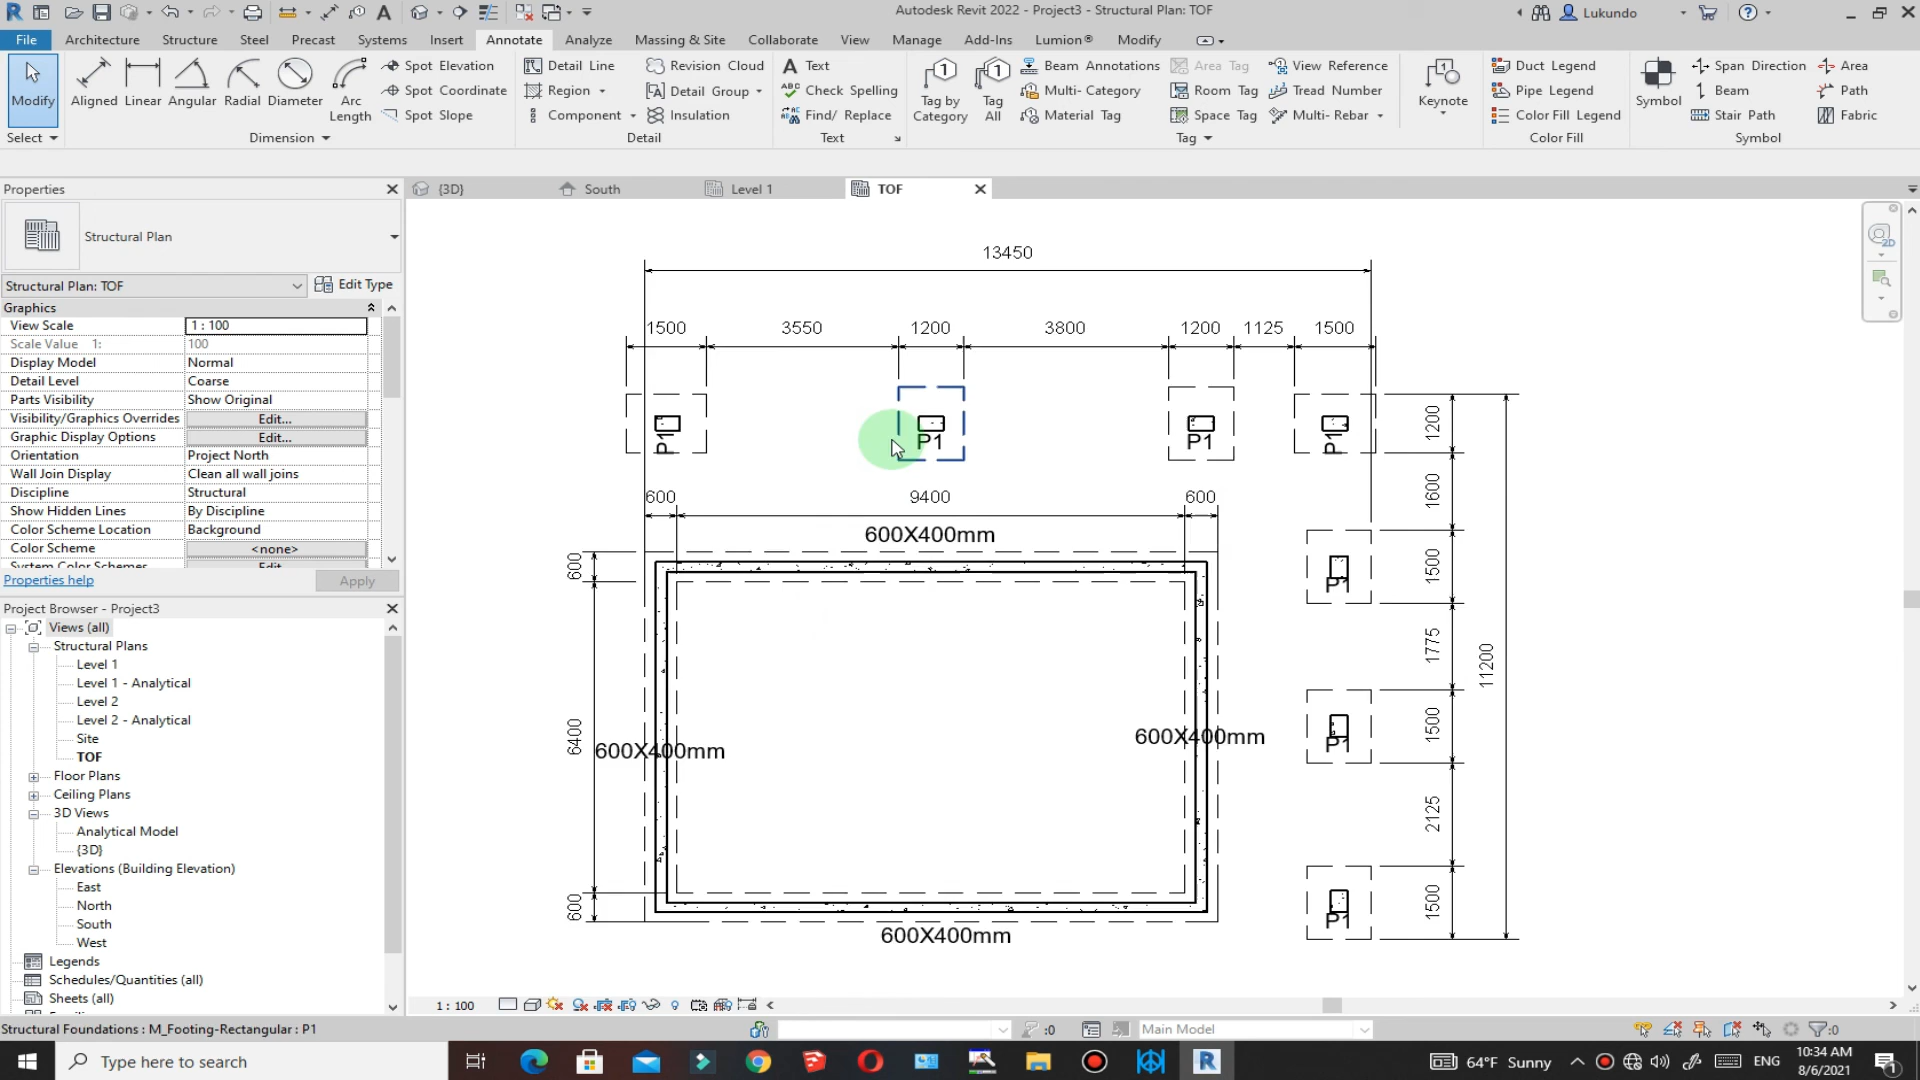 Autodesk Revit 2022 - Project3 - Structural Plan: TOF
Lukundo
File Architecture Structure Steel Precast Systems Insert Annotate Analyze Massing & Site Collaborate View Manage Add-Ins Lumion® Modify
Modify
Select
Aligned Linear Angular Radial Diameter Arc Length
Spot Elevation
Spot Coordinate
Spot Slope
Dimension
Detail Line
Region
Component
Revision Cloud
Detail Group
Insulation
Detail
Text
Check Spelling
Find/ Replace
Text
Tag by Category
Tag All
Beam Annotations
Multi- Category
Material Tag
Area Tag
Room Tag
Space Tag
View Reference
Tread Number
Multi- Rebar
Tag
Keynote
Duct Legend
Pipe Legend
Color Fill Legend
Color Fill
Symbol
Span Direction
Beam
Stair Path
Area
Path
Fabric
Symbol
Properties
Structural Plan
Structural Plan: TOF
Edit Type
Graphics
View Scale 1 : 100
Scale Value 1: 100
Display Model Normal
Detail Level Coarse
Parts Visibility Show Original
Visibility/Graphics Overrides Edit...
Graphic Display Options Edit...
Orientation Project North
Wall Join Display Clean all wall joins
Discipline Structural
Show Hidden Lines By Discipline
Color Scheme Location Background
Color Scheme <none>
System Color Schemes Edit...
Properties help Apply
Project Browser - Project3
Views (all)
Structural Plans
Level 1
Level 1 - Analytical
Level 2
Level 2 - Analytical
Site
TOF
Floor Plans
Ceiling Plans
3D Views
Analytical Model
{3D}
Elevations (Building Elevation)
East
North
South
West
Legends
Schedules/Quantities (all)
Sheets (all)
{3D} South Level 1 TOF
2D
13450
1500 3550 1200 3800 1200 1125 1500
P1 P1 P1 P1
1200
1600
600 9400 600
600X400mm
600
6400
600
600X400mm
600X400mm
600X400mm
P1
P1
P1
1500
1775
1500
2125
1500
11200
1 : 100
Structural Foundations : M_Footing-Rectangular : P1
:0
Main Model
:0
Type here to search
64°F Sunny
ENG
10:34 AM
8/6/2021
1